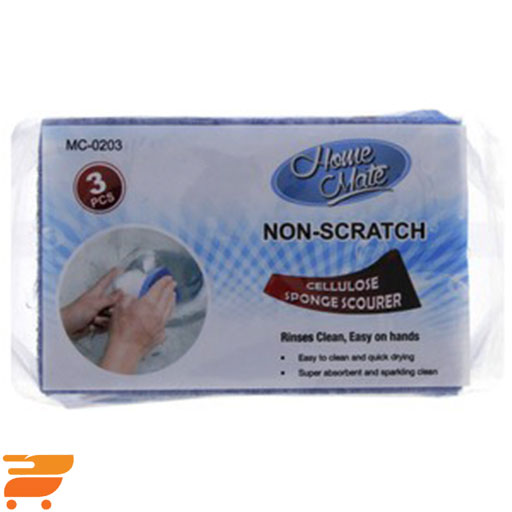 MC-0203
3
PCS
Home
Mate
NON-SCRATCH
CELLULOSE
SPONGE SCOURER
Rinses Clean, Easy on hands
• Easy to clean and quick drying
• Super absorbent and sparkling clean